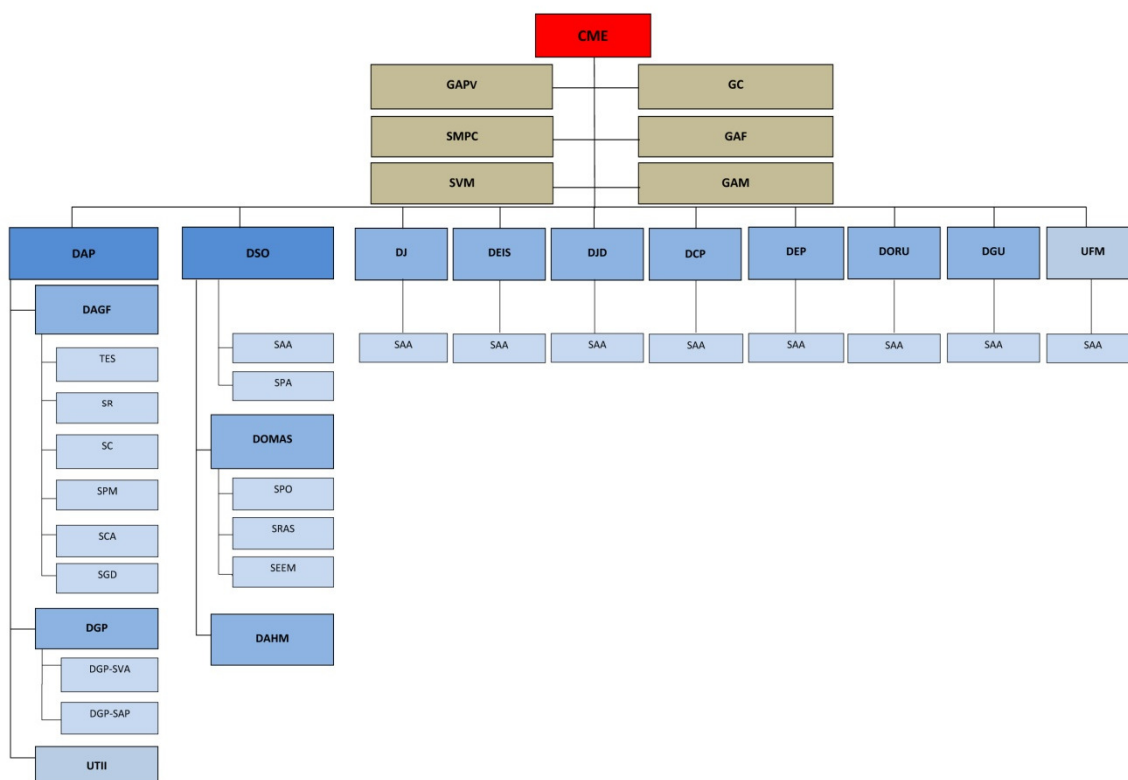 CME
GAPV
GC
SMPC
GAF
SVM
GAM
DAP
DSO
DJ
DEIS
DJD
DCP
DEP
DORU
DGU
UFM
DAGF
TES
SR
SC
SPM
SCA
SGD
DGP
DGP-SVA
DGP-SAP
UTII
SAA
SPA
DOMAS
SPO
SRAS
SEEM
DAHM
SAA
SAA
SAA
SAA
SAA
SAA
SAA
SAA